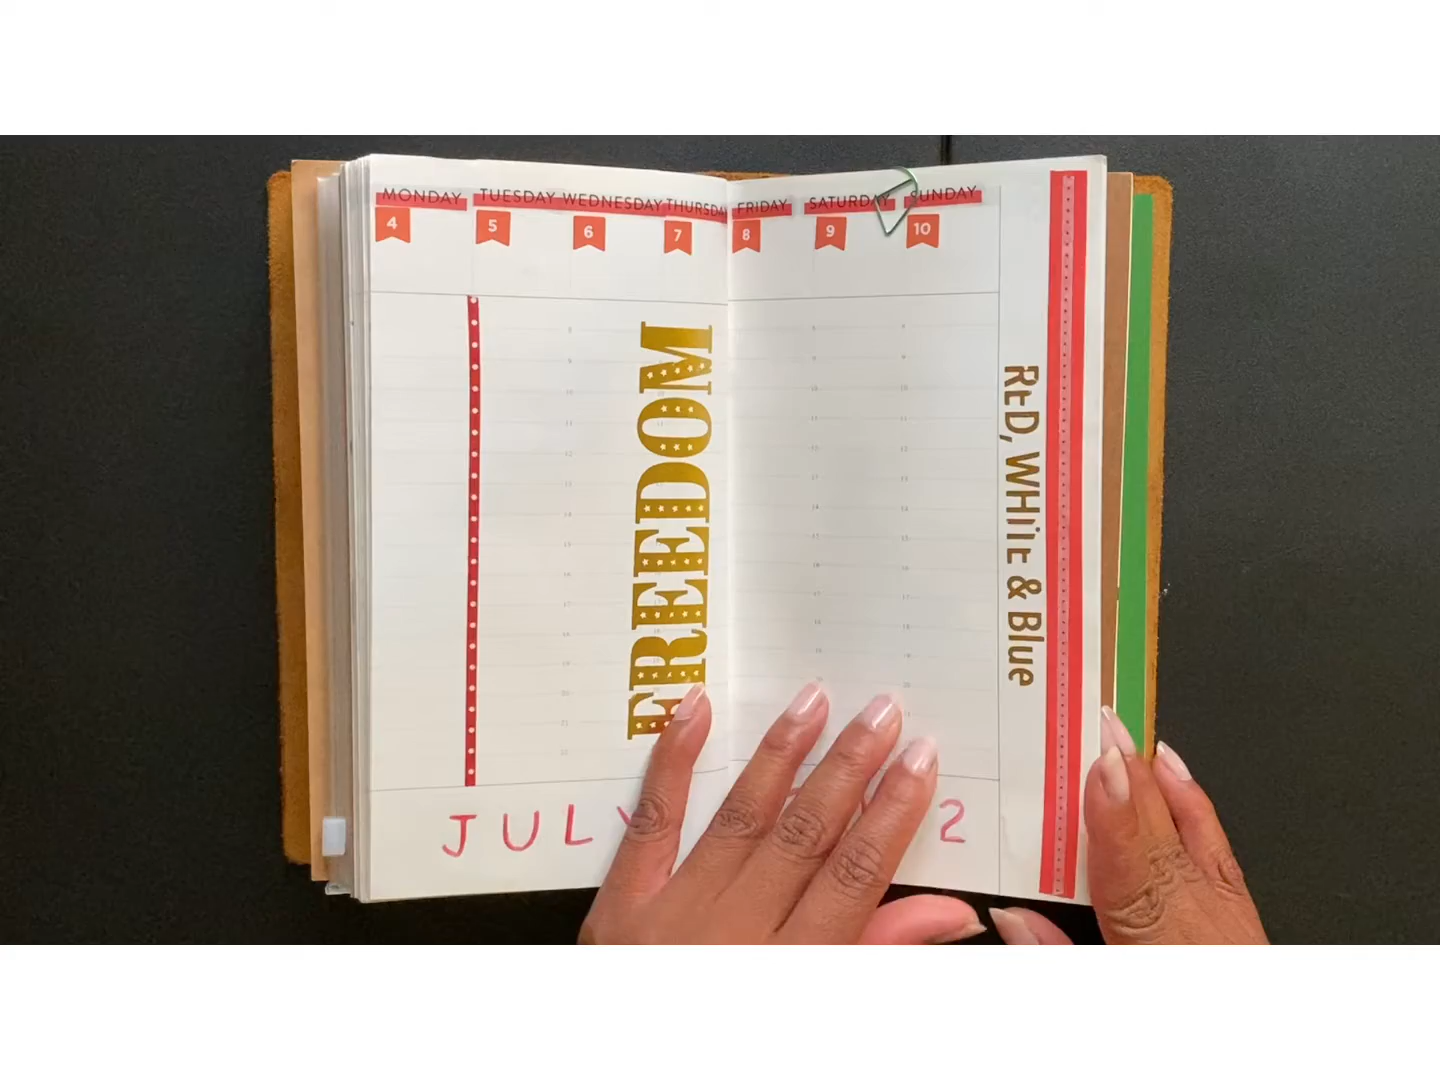 MONDAY TUESDAY WEDNESDAY THURSDAY FRIDAY SATURDAY SUNDAY
4 5 6 7 8 9 10
FREEDOM
RED, WHiTE & Blue
JULY 2